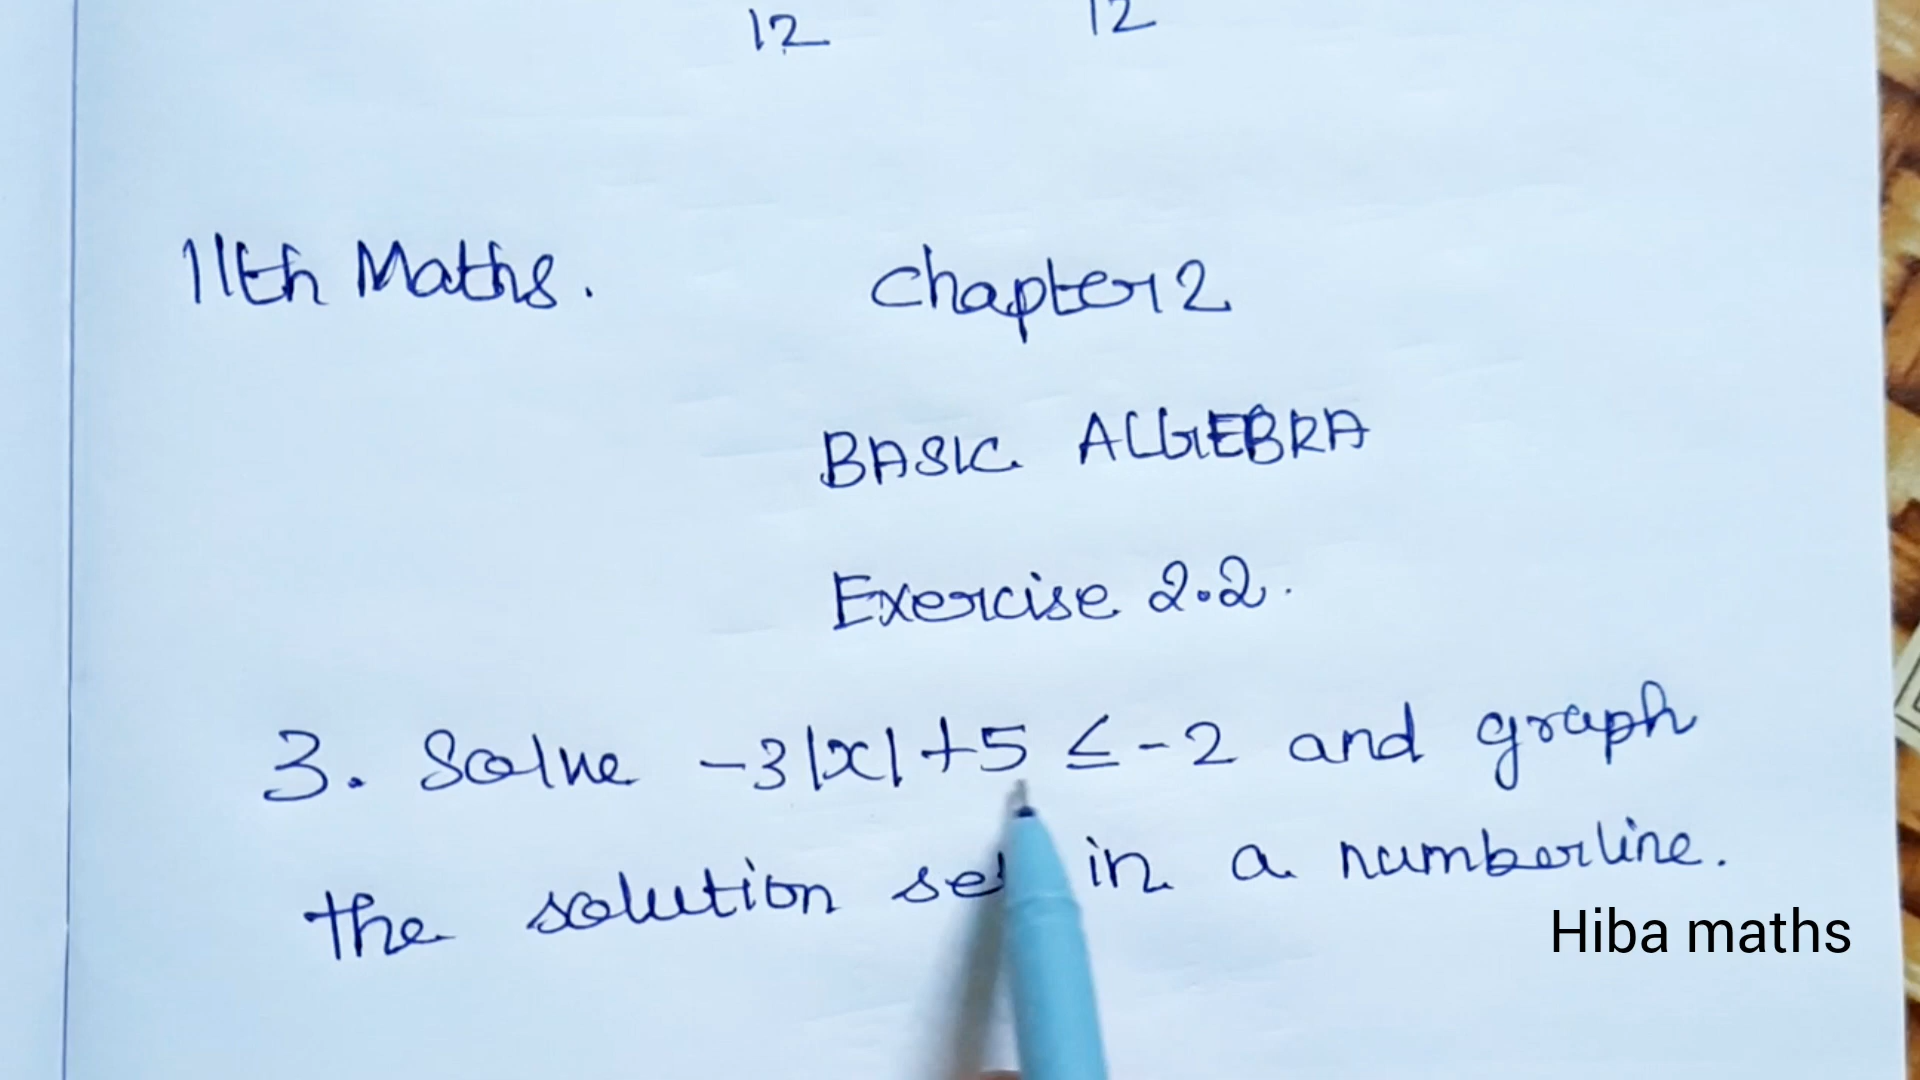 12 12
11th Maths. Chapter 2
BASIC ALGEBRA
Exercise 2.2.
3. Solve -3|x| +5 ≤ -2 and graph
the solution set in a numberline.
Hiba maths